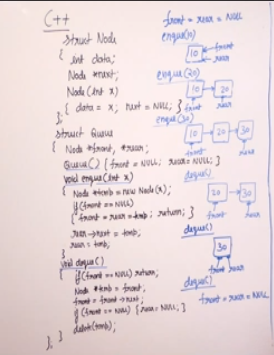 C++
struct Node
{
int data;
Node *next;
Node (int x)
{ data = x; next = NULL; }
};
struct Queue
{
Node *front, *rear;
Queue() { front = NULL; rear = NULL; }
void enque(int x)
{
Node *temp = new Node(x);
if (front == NULL)
{ front = rear = temp; return; }
rear->next = temp;
rear = temp;
}
void deque()
{
if (front == NULL) return;
Node *temp = front;
front = front->next;
if (front == NULL) { rear = NULL; }
delete(temp);
}
};
front = rear = NULL
enque(10)
10
front
rear
enque(20)
10 20
front rear
enque(30)
10 20 30
front rear
deque()
20 30
front rear
deque()
30
front rear
deque()
front = rear = NULL